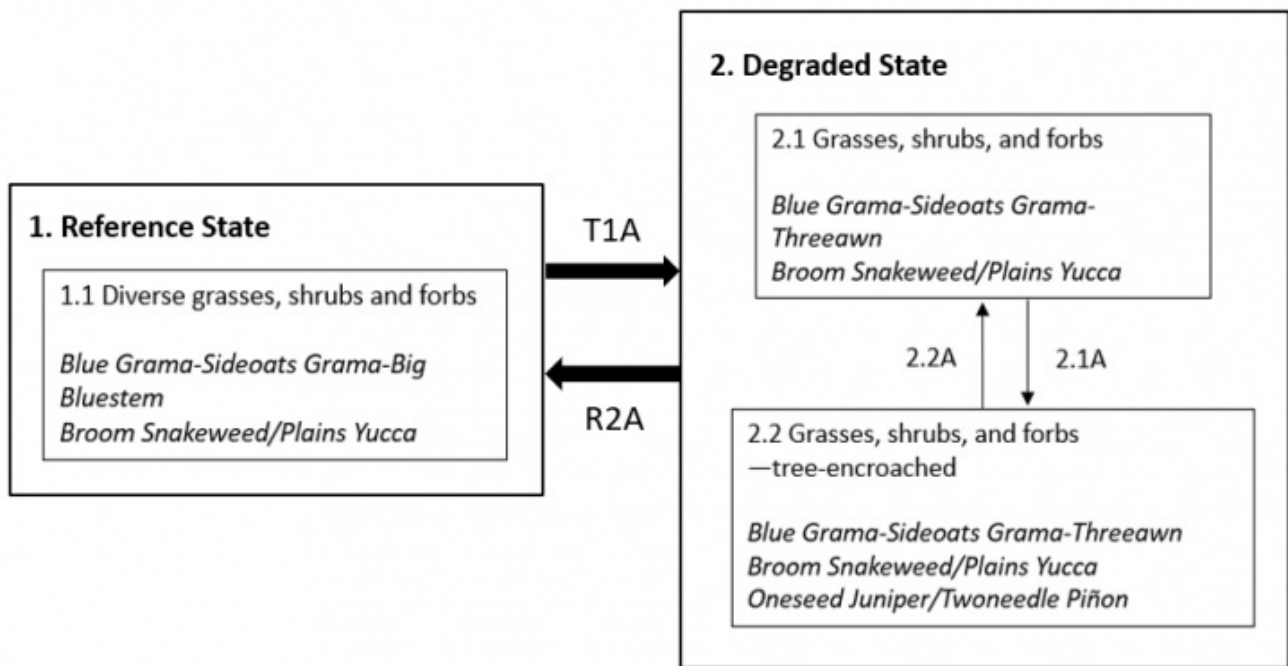 1. Reference State
1.1 Diverse grasses, shrubs and forbs
Blue Grama-Sideoats Grama-Big
Bluestem
Broom Snakeweed/Plains Yucca
T1A
R2A
2. Degraded State
2.1 Grasses, shrubs, and forbs
Blue Grama-Sideoats Grama-
Threeawn
Broom Snakeweed/Plains Yucca
2.2A
2.1A
2.2 Grasses, shrubs, and forbs
—tree-encroached
Blue Grama-Sideoats Grama-Threeawn
Broom Snakeweed/Plains Yucca
Oneseed Juniper/Twoneedle Piñon